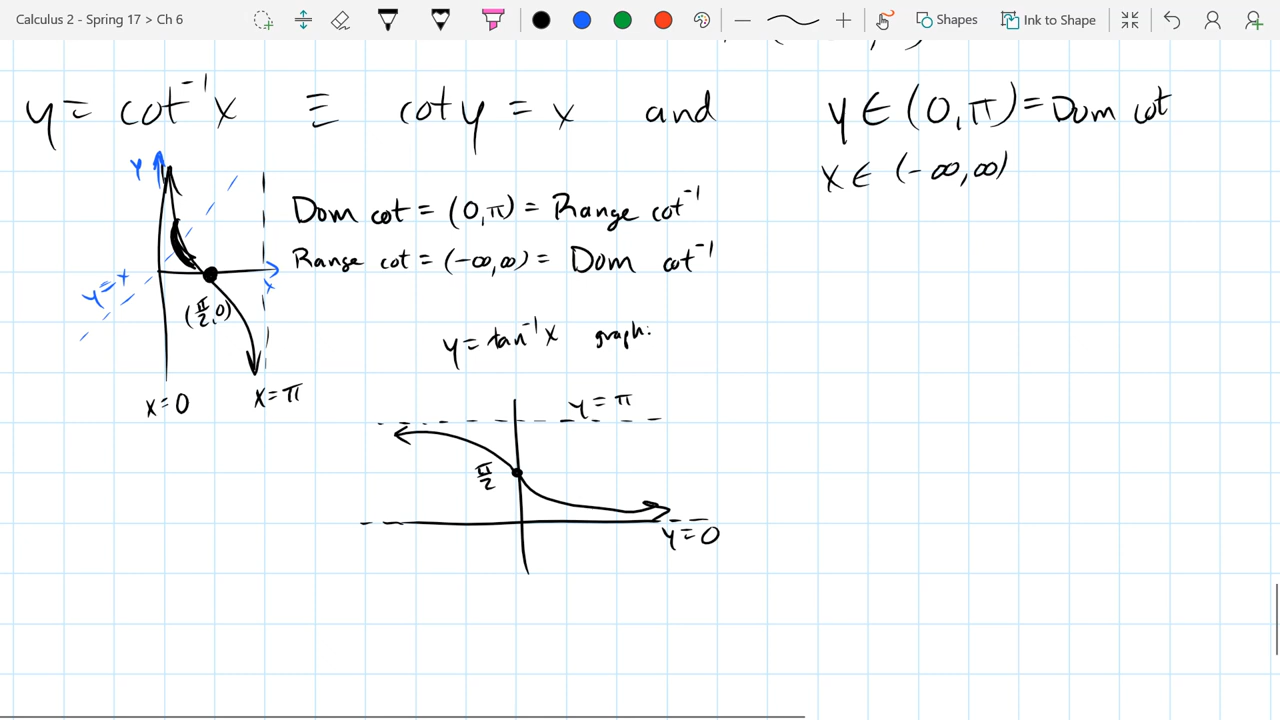 Calculus 2 - Spring 17 > Ch 6
Shapes
Ink to Shape
y = cot⁻¹x ≡ cot y = x and y ∈ (0, π) = Dom cot
x ∈ (-∞, ∞)
y
Dom cot = (0, π) = Range cot⁻¹
Range cot = (-∞, ∞) = Dom cot⁻¹
y = x
x
(π/2, 0)
x = 0
x = π
y = tan⁻¹x graph:
y = π
π/2
y = 0